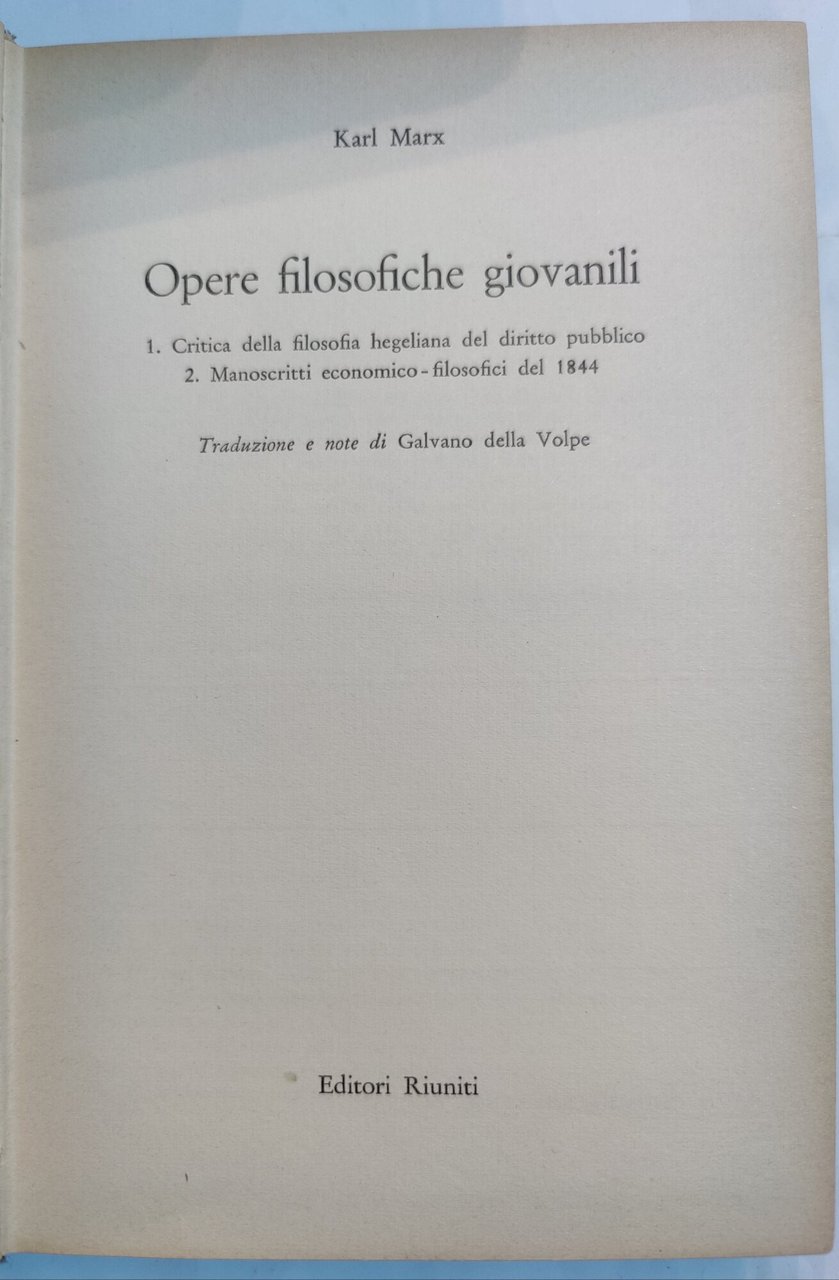 Karl Marx
Opere filosofiche giovanili
1. Critica della filosofia hegeliana del diritto pubblico
2. Manoscritti economico-filosofici del 1844
Traduzione e note di Galvano della Volpe
Editori Riuniti